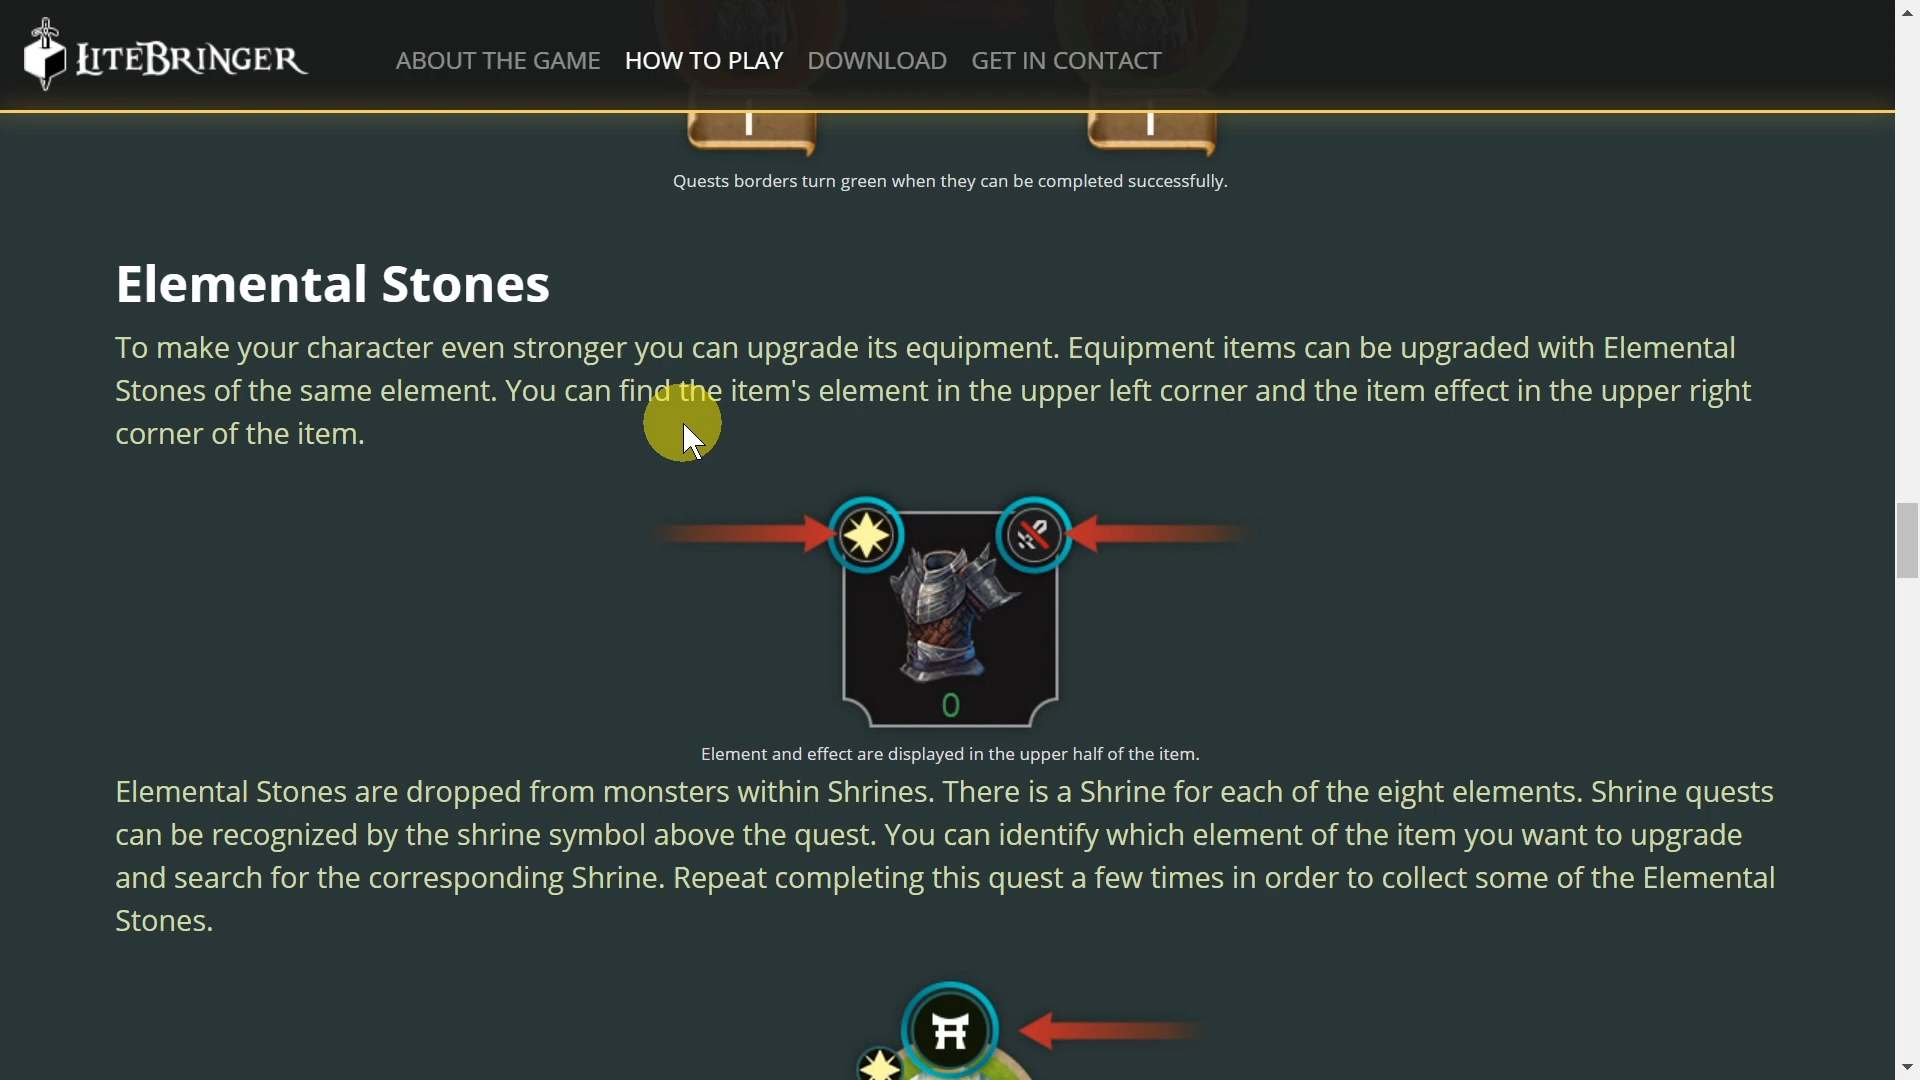 LITEBRINGER
ABOUT THE GAME HOW TO PLAY DOWNLOAD GET IN CONTACT
I I
Quests borders turn green when they can be completed successfully.
Elemental Stones
To make your character even stronger you can upgrade its equipment. Equipment items can be upgraded with Elemental
Stones of the same element. You can find the item's element in the upper left corner and the item effect in the upper right
corner of the item.
0
Element and effect are displayed in the upper half of the item.
Elemental Stones are dropped from monsters within Shrines. There is a Shrine for each of the eight elements. Shrine quests
can be recognized by the shrine symbol above the quest. You can identify which element of the item you want to upgrade
and search for the corresponding Shrine. Repeat completing this quest a few times in order to collect some of the Elemental
Stones.